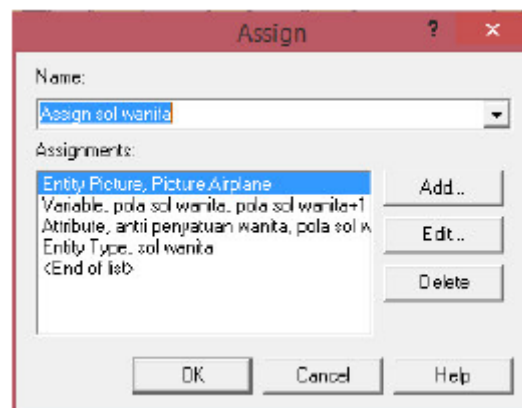 Assign
?
×
Name:
Assign sol wanita
Assignments:
Entity Picture, Picture.Airplane
Variable, pola sol wanita, pola sol wanita+1
Attribute, antri penyatuan wanita, pola sol w
Entity Type, sol wanita
<End of list>
Add...
Edit...
Delete
OK
Cancel
Help